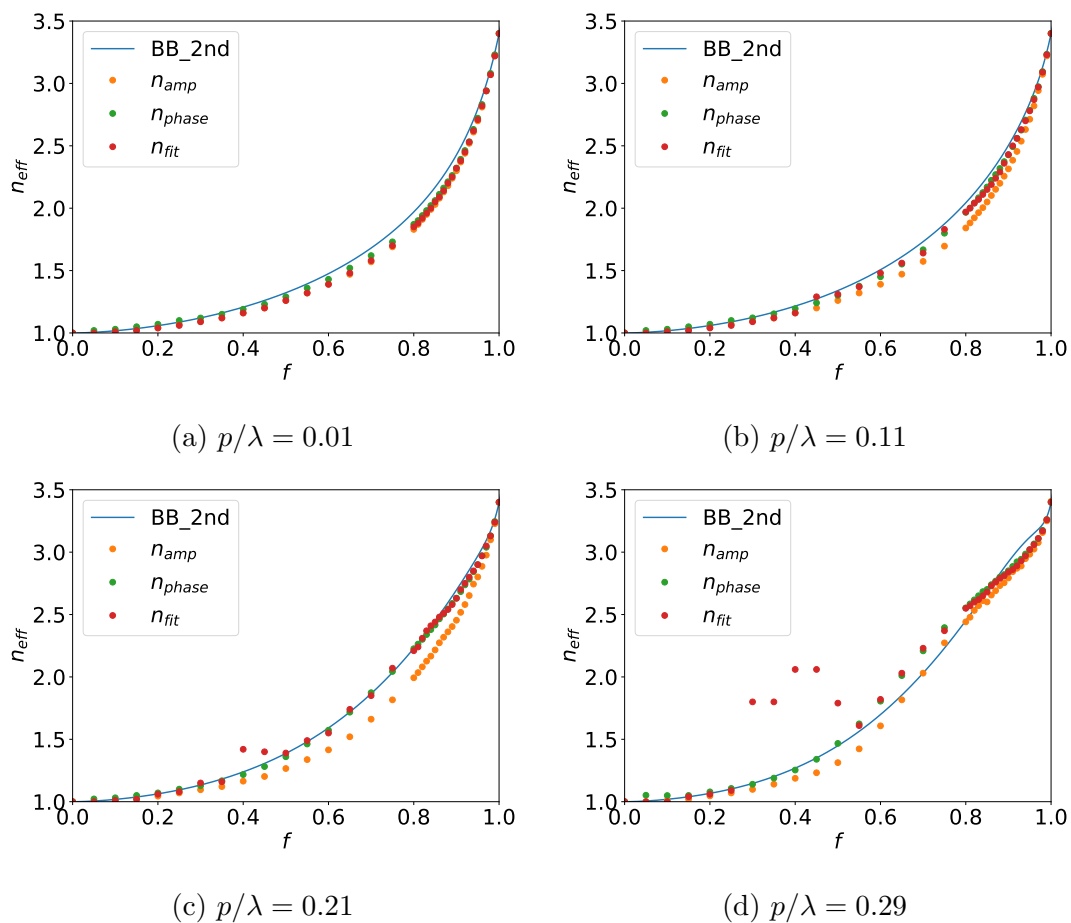 3.5
3.0
2.5
2.0
1.5
1.0
n_eff
BB_2nd
n_amp
n_phase
n_fit
0.0 0.2 0.4 0.6 0.8 1.0
f
(a) p/λ = 0.01
3.5
3.0
2.5
2.0
1.5
1.0
n_eff
BB_2nd
n_amp
n_phase
n_fit
0.0 0.2 0.4 0.6 0.8 1.0
f
(b) p/λ = 0.11
3.5
3.0
2.5
2.0
1.5
1.0
n_eff
BB_2nd
n_amp
n_phase
n_fit
0.0 0.2 0.4 0.6 0.8 1.0
f
(c) p/λ = 0.21
3.5
3.0
2.5
2.0
1.5
1.0
n_eff
BB_2nd
n_amp
n_phase
n_fit
0.0 0.2 0.4 0.6 0.8 1.0
f
(d) p/λ = 0.29